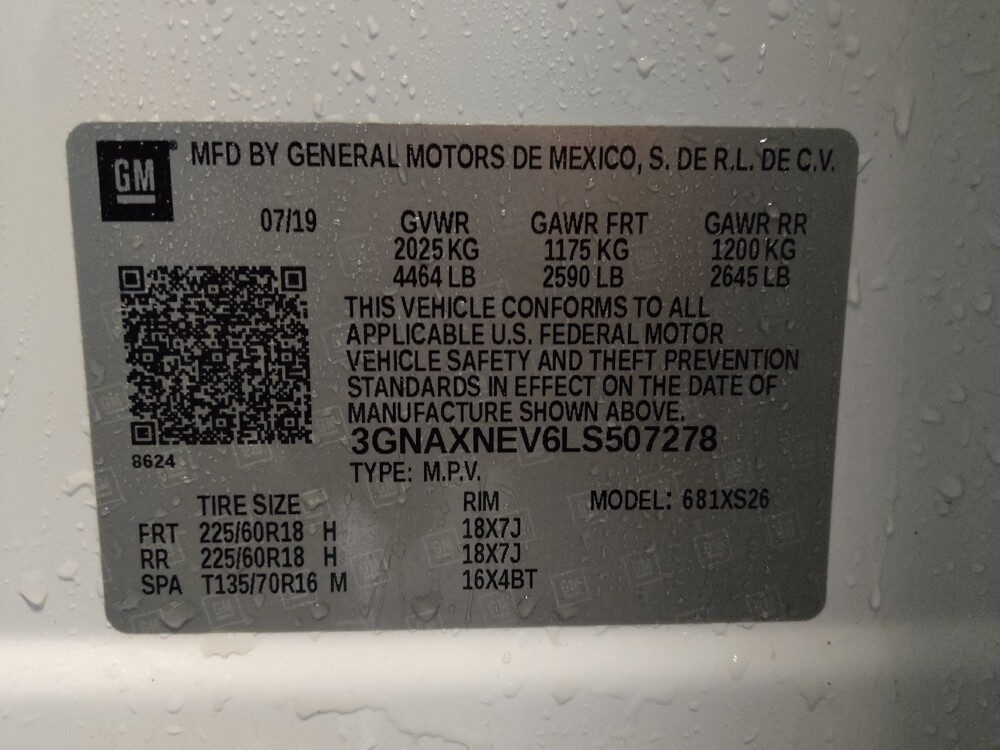 GM® MFD BY GENERAL MOTORS DE MEXICO, S. DE R.L. DE C.V.
07/19 GVWR GAWR FRT GAWR RR
2025 KG 1175 KG 1200 KG
4464 LB 2590 LB 2645 LB
THIS VEHICLE CONFORMS TO ALL
APPLICABLE U.S. FEDERAL MOTOR
VEHICLE SAFETY AND THEFT PREVENTION
STANDARDS IN EFFECT ON THE DATE OF
MANUFACTURE SHOWN ABOVE.
3GNAXNEV6LS507278
8624
TYPE: M.P.V.
TIRE SIZE RIM MODEL: 681XS26
FRT 225/60R18 H 18X7J
RR 225/60R18 H 18X7J
SPA T135/70R16 M 16X4BT